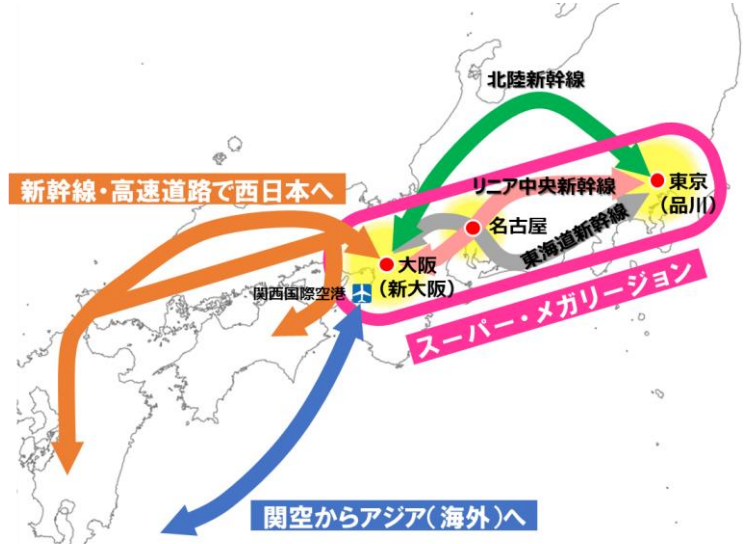 北陸新幹線
新幹線・高速道路で西日本へ
リニア中央新幹線
東京
(品川)
名古屋
東海道新幹線
大阪
(新大阪)
関西国際空港
スーパー・メガリージョン
関空からアジア(海外)へ